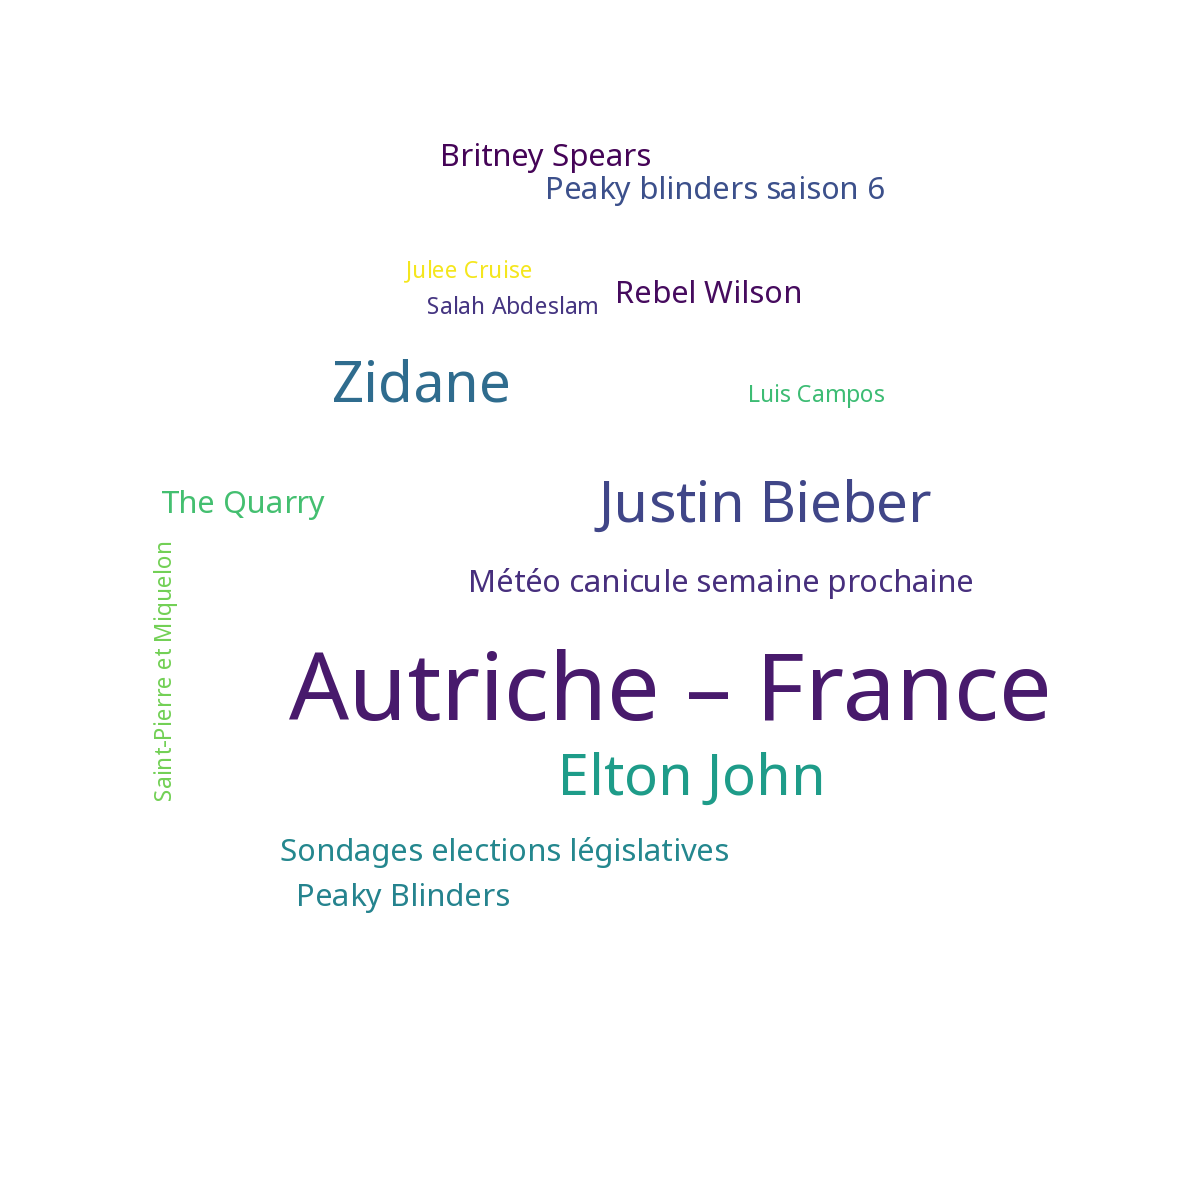 Britney Spears
Peaky blinders saison 6
Julee Cruise
Rebel Wilson
Salah Abdeslam
Zidane
Luis Campos
The Quarry
Justin Bieber
Saint-Pierre et Miquelon
Météo canicule semaine prochaine
Autriche – France
Elton John
Sondages elections législatives
Peaky Blinders